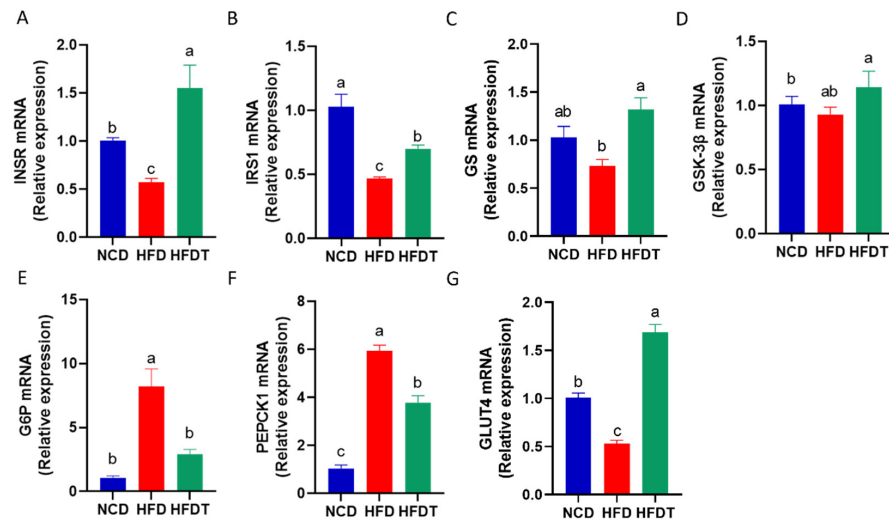 A
INSR mRNA
(Relative expression)
2.0
1.5
1.0
0.5
0.0
b
c
a
NCD HFD HFDT
B
IRS1 mRNA
(Relative expression)
1.5
1.0
0.5
0.0
a
c
b
NCD HFD HFDT
C
GS mRNA
(Relative expression)
2.0
1.5
1.0
0.5
0.0
ab
b
a
NCD HFD HFDT
D
GSK-3β mRNA
(Relative expression)
1.5
1.0
0.5
0.0
b
ab
a
NCD HFD HFDT
E
G6P mRNA
(Relative expression)
15
10
5
0
b
a
b
NCD HFD HFDT
F
PEPCK1 mRNA
(Relative expression)
8
6
4
2
0
c
a
b
NCD HFD HFDT
G
GLUT4 mRNA
(Relative expression)
2.0
1.5
1.0
0.5
0.0
b
c
a
NCD HFD HFDT